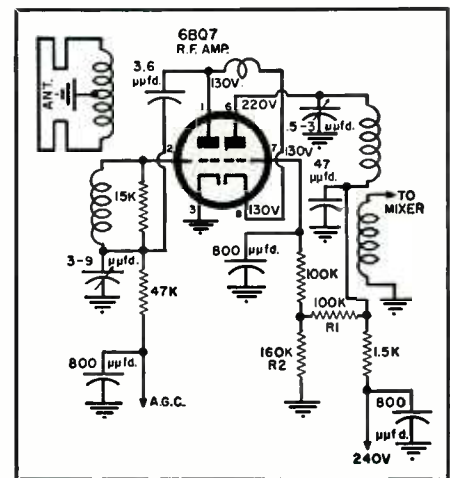 6BQ7
R.F. AMP.
3.6
μμfd.
130V
220V
ANT.
1
6
.5-3 μμfd.
2
7
130V
47
μμfd.
15K
3
8
130V
TO
MIXER
3-9 μμfd.
800
μμfd.
100K
47K
100K
R1
800 μμfd.
160K
R2
1.5K
A.G.C.
800
μμfd.
240V